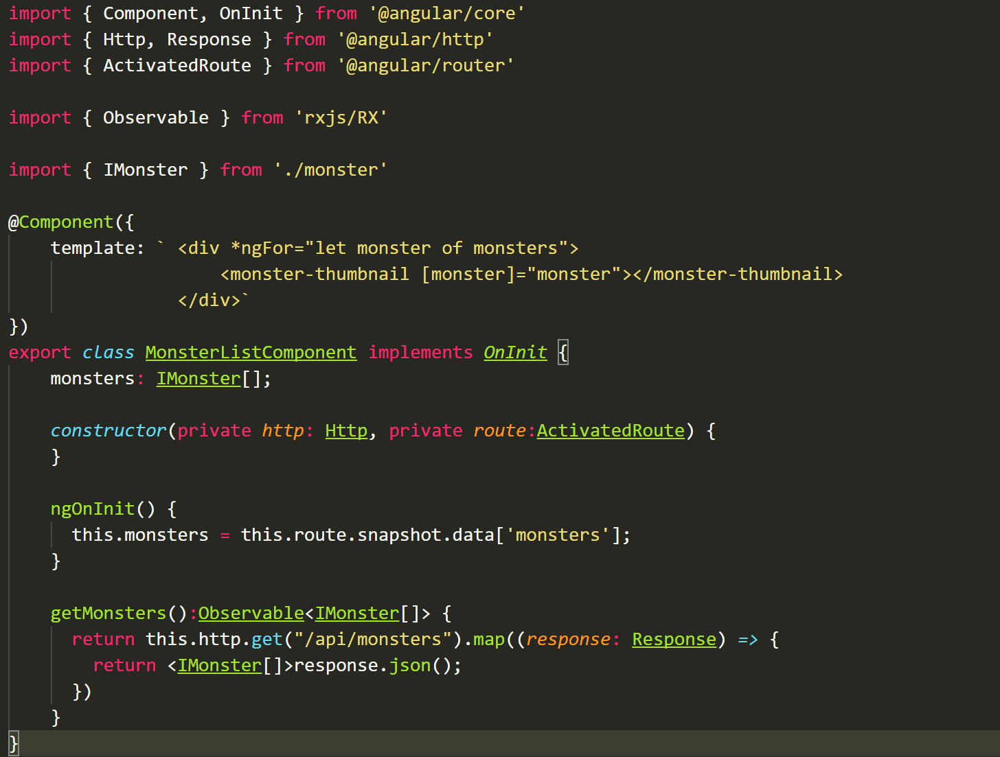 import { Component, OnInit } from '@angular/core'
import { Http, Response } from '@angular/http'
import { ActivatedRoute } from '@angular/router'
import { Observable } from 'rxjs/RX'
import { IMonster } from './monster'
@Component({
    template: ` <div *ngFor="let monster of monsters">
                    <monster-thumbnail [monster]="monster"></monster-thumbnail>
                </div>`
})
export class MonsterListComponent implements OnInit {
    monsters: IMonster[];
    constructor(private http: Http, private route:ActivatedRoute) {
    }
    ngOnInit() {
      this.monsters = this.route.snapshot.data['monsters'];
    }
    getMonsters():Observable<IMonster[]> {
      return this.http.get("/api/monsters").map((response: Response) => {
        return <IMonster[]>response.json();
      })
    }
}